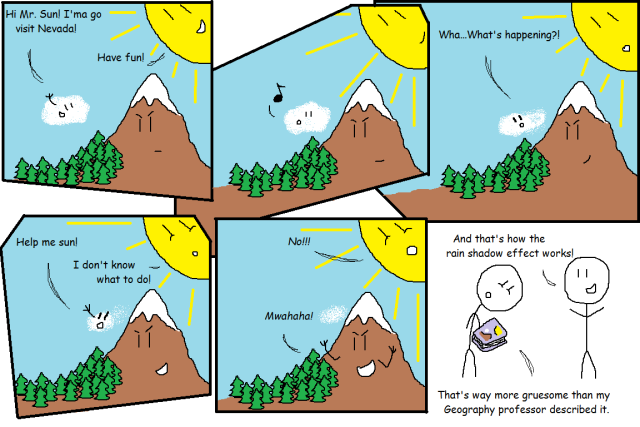 Hi Mr. Sun! I'ma go
visit Nevada!
Have fun!
Wha...What's happening?!
Help me sun!
I don't know
what to do!
No!!!
Mwahaha!
And that's how the
rain shadow effect works!
That's way more gruesome than my
Geography professor described it.